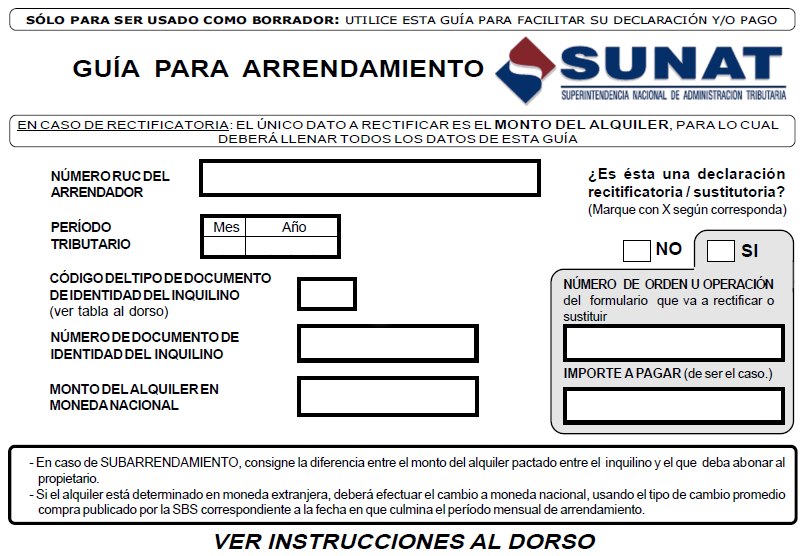 SÓLO PARA SER USADO COMO BORRADOR: UTILICE ESTA GUÍA PARA FACILITAR SU DECLARACIÓN Y/O PAGO
GUÍA PARA ARRENDAMIENTO
SUNAT
SUPERINTENDENCIA NACIONAL DE ADMINISTRACION TRIBUTARIA
EN CASO DE RECTIFICATORIA: EL ÚNICO DATO A RECTIFICAR ES EL MONTO DEL ALQUILER, PARA LO CUAL
DEBERÁ LLENAR TODOS LOS DATOS DE ESTA GUÍA
NÚMERO RUC DEL
ARRENDADOR
¿Es ésta una declaración
recitificatoria / sustitutoria?
(Marque con X según corresponda)
PERÍODO
TRIBUTARIO
Mes Año
NO
SI
CÓDIGO DEL TIPO DE DOCUMENTO
DE IDENTIDAD DEL INQUILINO
(ver tabla al dorso)
NÚMERO DE ORDEN U OPERACIÓN
del formulario que va a rectificar o
sustituir
NÚMERO DE DOCUMENTO DE
IDENTIDAD DEL INQUILINO
IMPORTE A PAGAR (de ser el caso.)
MONTO DEL ALQUILER EN
MONEDA NACIONAL
- En caso de SUBARRENDAMIENTO, consigne la diferencia entre el monto del alquiler pactado entre el inquilino y el que deba abonar al
propietario.
- Si el alquiler está determinado en moneda extranjera, deberá efectuar el cambio a moneda nacional, usando el tipo de cambio promedio
compra publicado por la SBS correspondiente a la fecha en que culmina el período mensual de arrendamiento.
VER INSTRUCCIONES AL DORSO